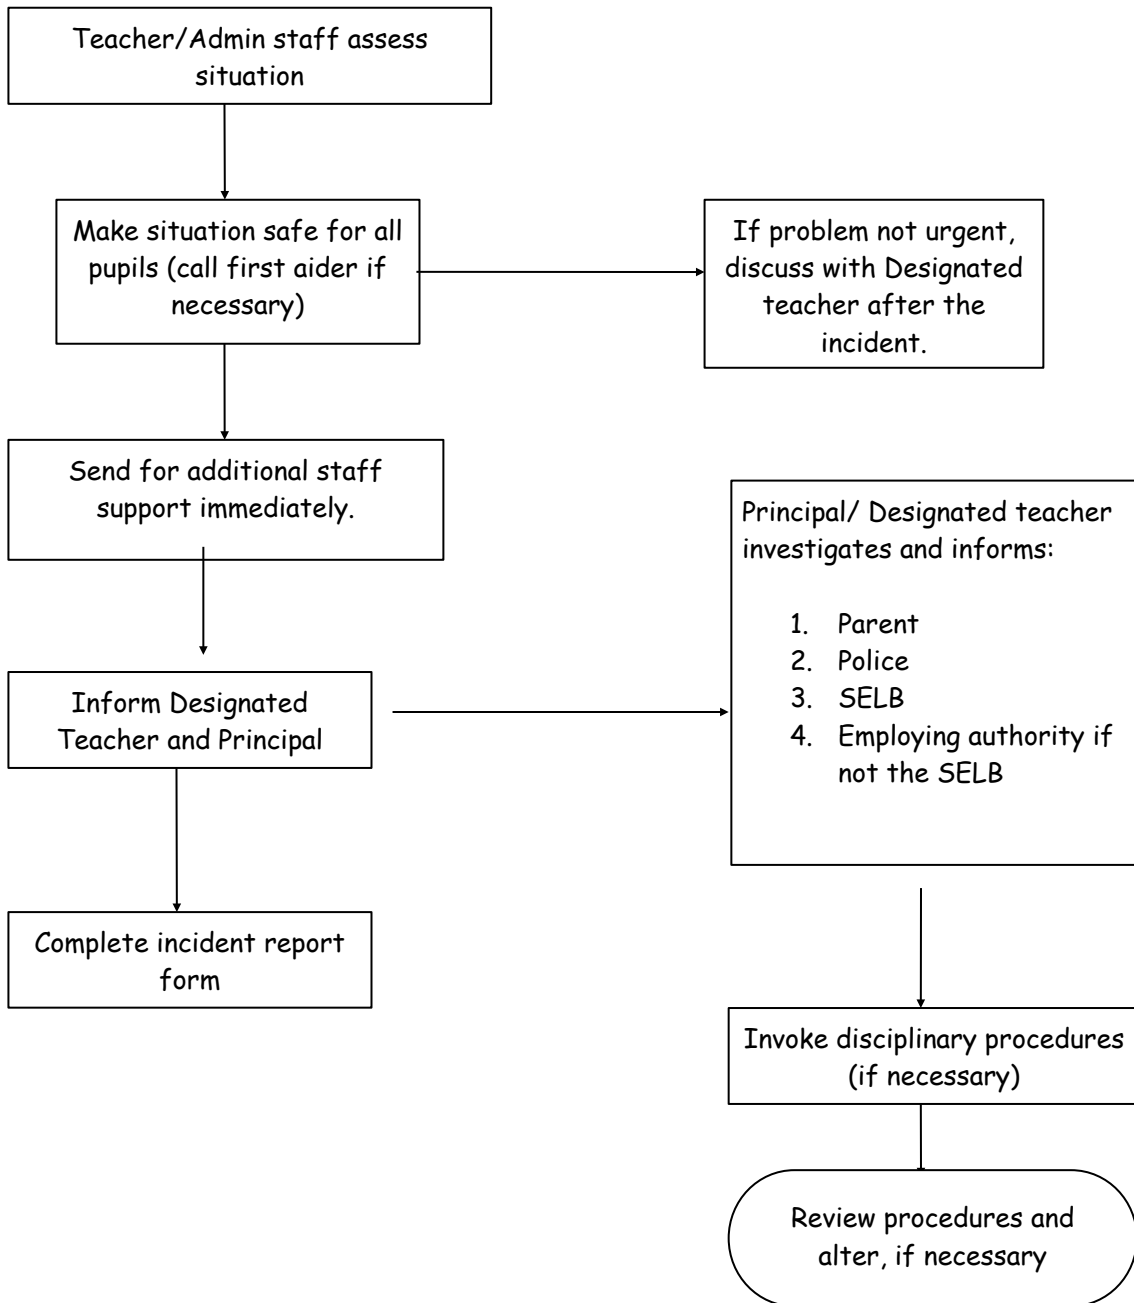 Teacher/Admin staff assess
situation
Make situation safe for all
pupils (call first aider if
necessary)
If problem not urgent,
discuss with Designated
teacher after the
incident.
Send for additional staff
support immediately.
Principal/ Designated teacher
investigates and informs:
1. Parent
2. Police
3. SELB
4. Employing authority if
not the SELB
Inform Designated
Teacher and Principal
Complete incident report
form
Invoke disciplinary procedures
(if necessary)
Review procedures and
alter, if necessary